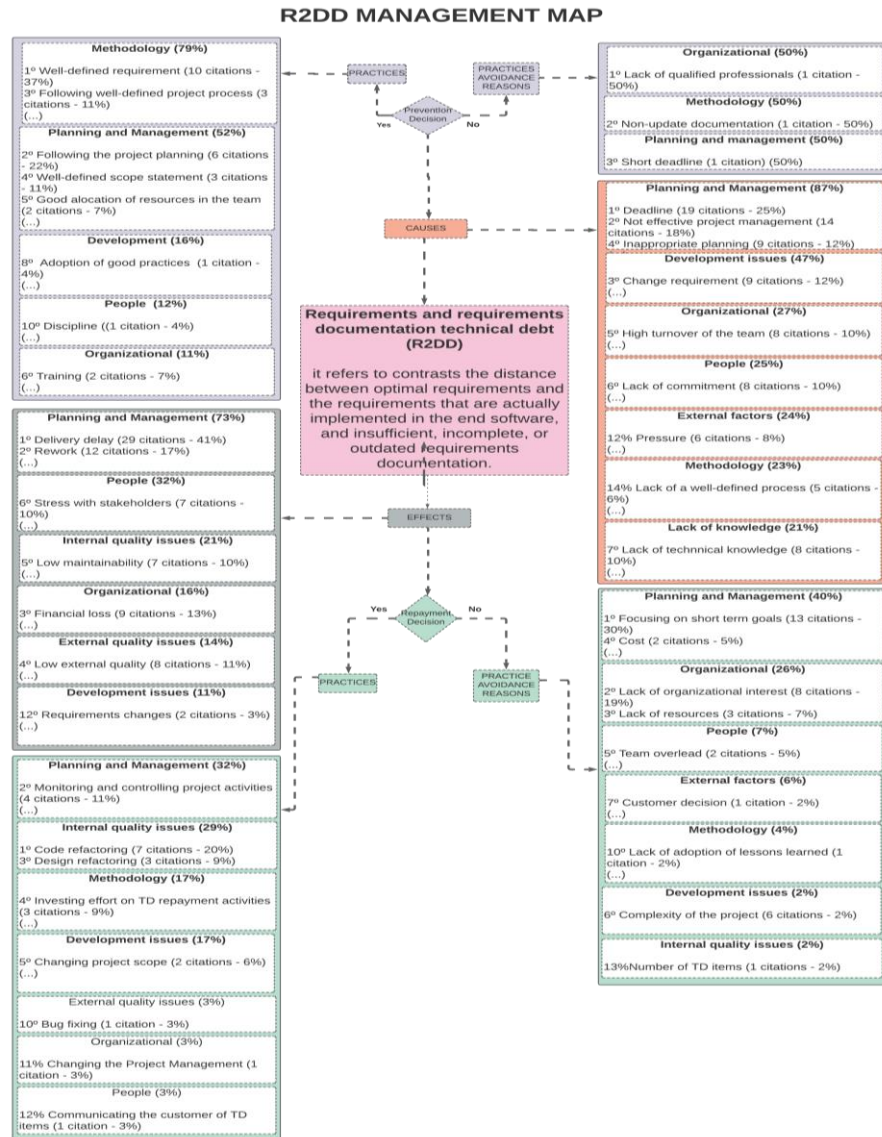 R2DD MANAGEMENT MAP
Methodology (79%)
1º Well-defined requirement (10 citations -
37%)
3º Following well-defined project process (3
citations - 11%)
(...)
Planning and Management (52%)
2º Following the project planning (6 citations
- 22%)
4º Well-defined scope statement (3 citations
- 11%)
5º Good alocation of resources in the team
(2 citations - 7%)
(...)
Development (16%)
8º Adoption of good practices (1 citation -
4%)
(...)
People (12%)
10º Discipline ((1 citation - 4%)
(...)
Organizational (11%)
6º Training (2 citations - 7%)
(...)
PRACTICES
PRACTICES
AVOIDANCE
REASONS
Prevention
Decision
Yes
No
CAUSES
Organizational (50%)
1º Lack of qualified professionals (1 citation -
50%)
Methodology (50%)
2º Non-update documentation (1 citation - 50%)
Planning and management (50%)
3º Short deadline (1 citation) (50%)
Planning and Management (87%)
1º Deadline (19 citations - 25%)
2º Not effective project management (14
citations - 18%)
4º Inappropriate planning (9 citations - 12%)
Development issues (47%)
3º Change requirement (9 citations - 12%)
(...)
Organizational (27%)
5º High turnover of the team (8 citations - 10%)
(...)
People (25%)
6º Lack of commitment (8 citations - 10%)
(...)
External factors (24%)
12% Pressure (6 citations - 8%)
(...)
Methodology (23%)
14% Lack of a well-defined process (5 citations -
6%)
(...)
Lack of knowledge (21%)
7º Lack of technnical knowledge (8 citations -
10%)
(...)
Requirements and requirements
documentation technical debt
(R2DD)
it refers to contrasts the distance
between optimal requirements and
the requirements that are actually
implemented in the end software,
and insufficient, incomplete, or
outdated requirements
documentation.
EFFECTS
Planning and Management (73%)
1º Delivery delay (29 citations - 41%)
2º Rework (12 citations - 17%)
(...)
People (32%)
6º Stress with stakeholders (7 citations -
10%)
(...)
Internal quality issues (21%)
5º Low maintainability (7 citations - 10%)
(...)
Organizational (16%)
3º Financial loss (9 citations - 13%)
(...)
External quality issues (14%)
4º Low external quality (8 citations - 11%)
(...)
Development issues (11%)
12º Requirements changes (2 citations - 3%)
(...)
Yes
No
Repayment
Decision
PRACTICES
PRACTICE
AVOIDANCE
REASONS
Planning and Management (32%)
2º Monitoring and controlling project activities
(4 citations - 11%)
(...)
Internal quality issues (29%)
1º Code refactoring (7 citations - 20%)
3º Design refactoring (3 citations - 9%)
Methodology (17%)
4º Investing effort on TD repayment activities
(3 citations - 9%)
(...)
Development issues (17%)
5º Changing project scope (2 citations - 6%)
(...)
External quality issues (3%)
10º Bug fixing (1 citation - 3%)
Organizational (3%)
11% Changing the Project Management (1
citation - 3%)
People (3%)
12% Communicating the customer of TD
items (1 citation - 3%)
Planning and Management (40%)
1º Focusing on short term goals (13 citations -
30%)
4º Cost (2 citations - 5%)
(...)
Organizational (26%)
2º Lack of organizational interest (8 citations -
19%)
3º Lack of resources (3 citations - 7%)
People (7%)
5º Team overlead (2 citations - 5%)
(...)
External factors (6%)
7º Customer decision (1 citation - 2%)
(...)
Methodology (4%)
10º Lack of adoption of lessons learned (1
citation - 2%)
(...)
Development issues (2%)
6º Complexity of the project (6 citations - 2%)
Internal quality issues (2%)
13%Number of TD items (1 citation - 2%)